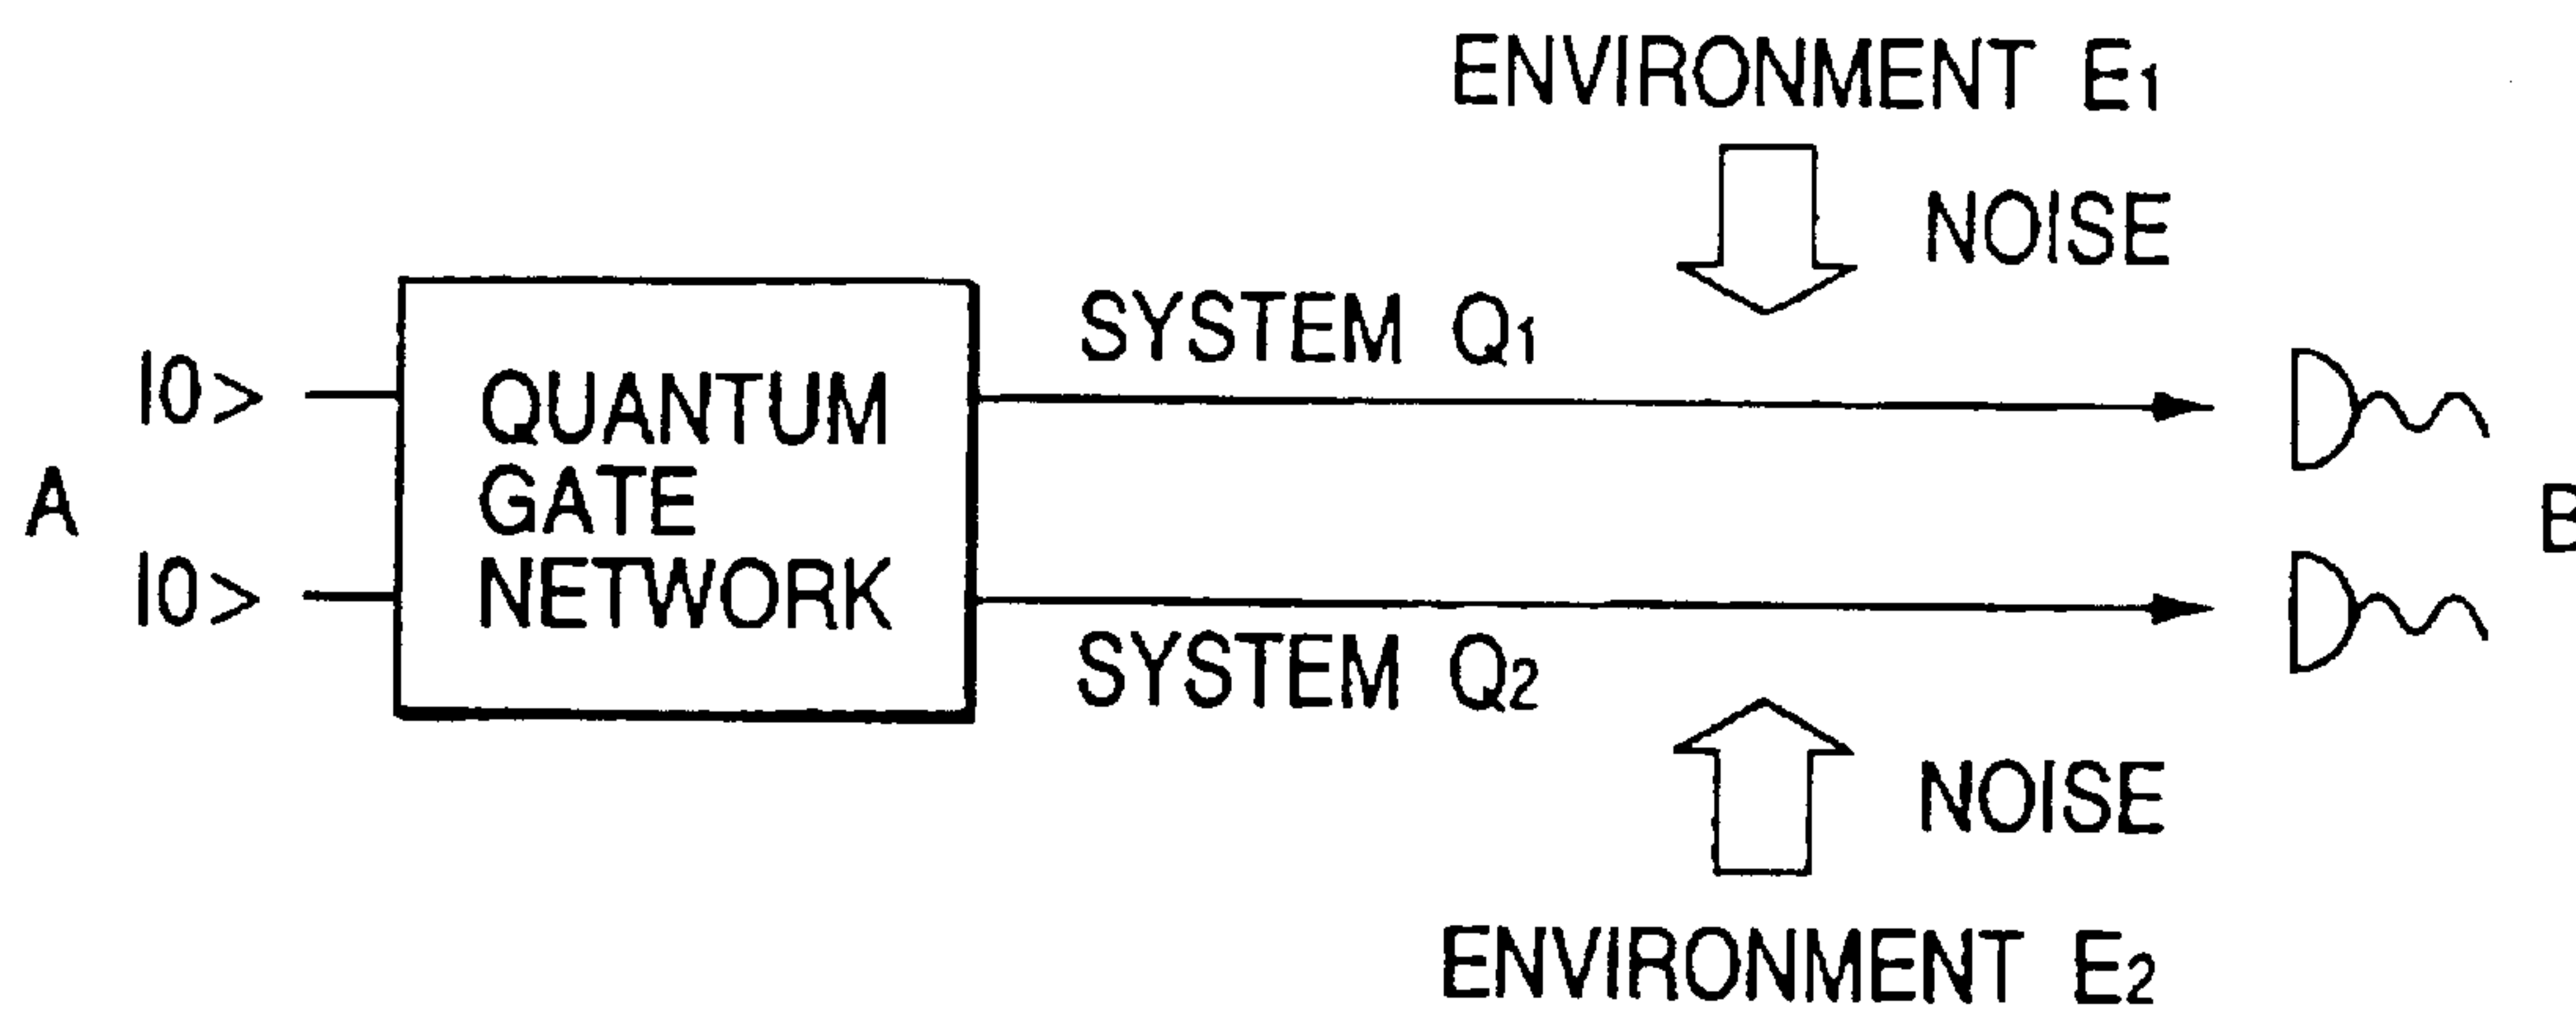 ENVIRONMENT E1
NOISE
SYSTEM Q1
|0>
QUANTUM
GATE
NETWORK
A
B
|0>
SYSTEM Q2
NOISE
ENVIRONMENT E2